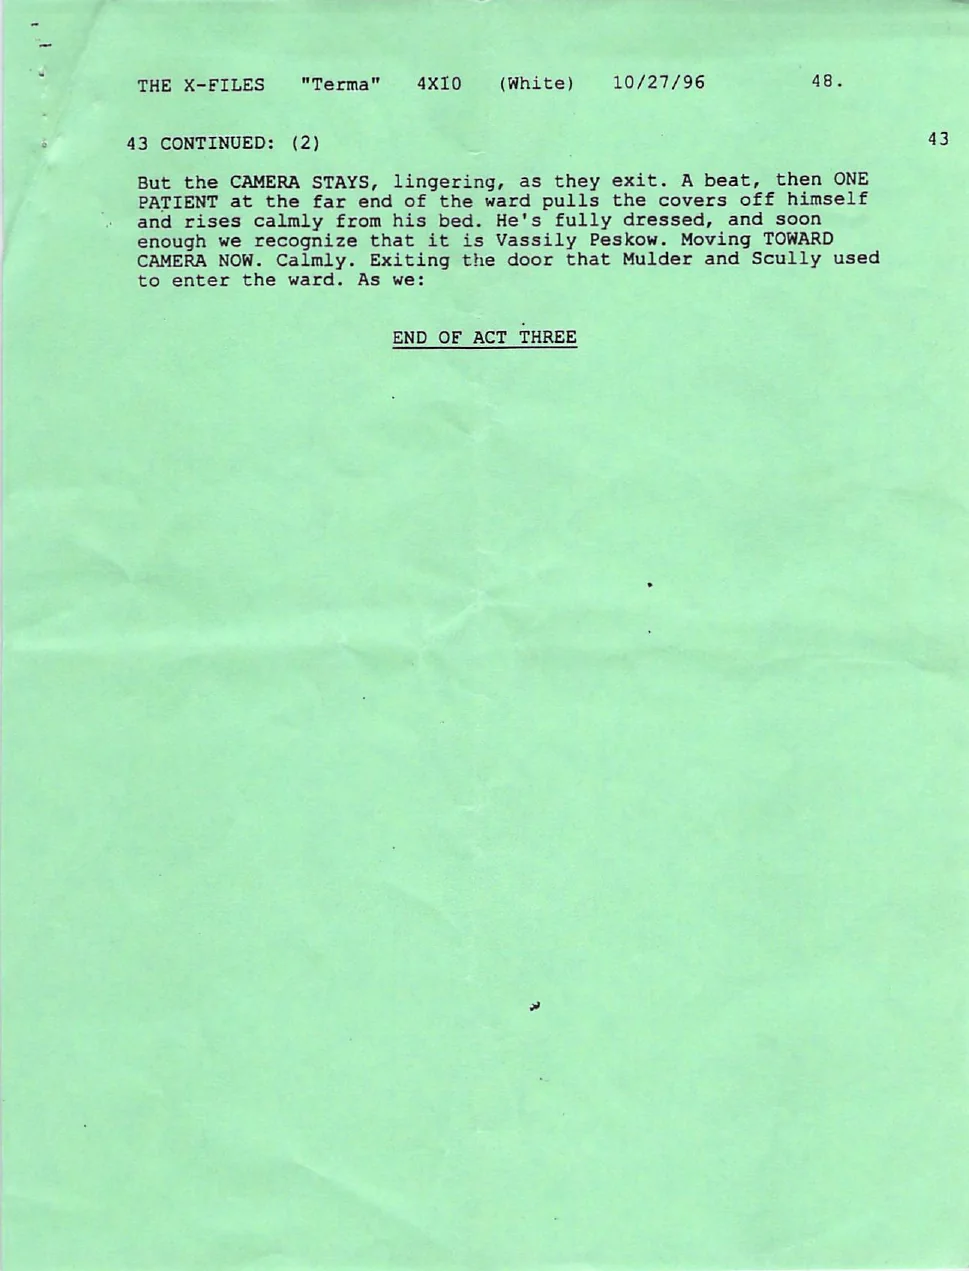 THE X-FILES "Terma" 4X10 (White) 10/27/96 48.
43 CONTINUED: (2) 43
But the CAMERA STAYS, lingering, as they exit. A beat, then ONE
PATIENT at the far end of the ward pulls the covers off himself
and rises calmly from his bed. He's fully dressed, and soon
enough we recognize that it is Vassily Peskow. Moving TOWARD
CAMERA NOW. Calmly. Exiting the door that Mulder and Scully used
to enter the ward. As we:
END OF ACT THREE